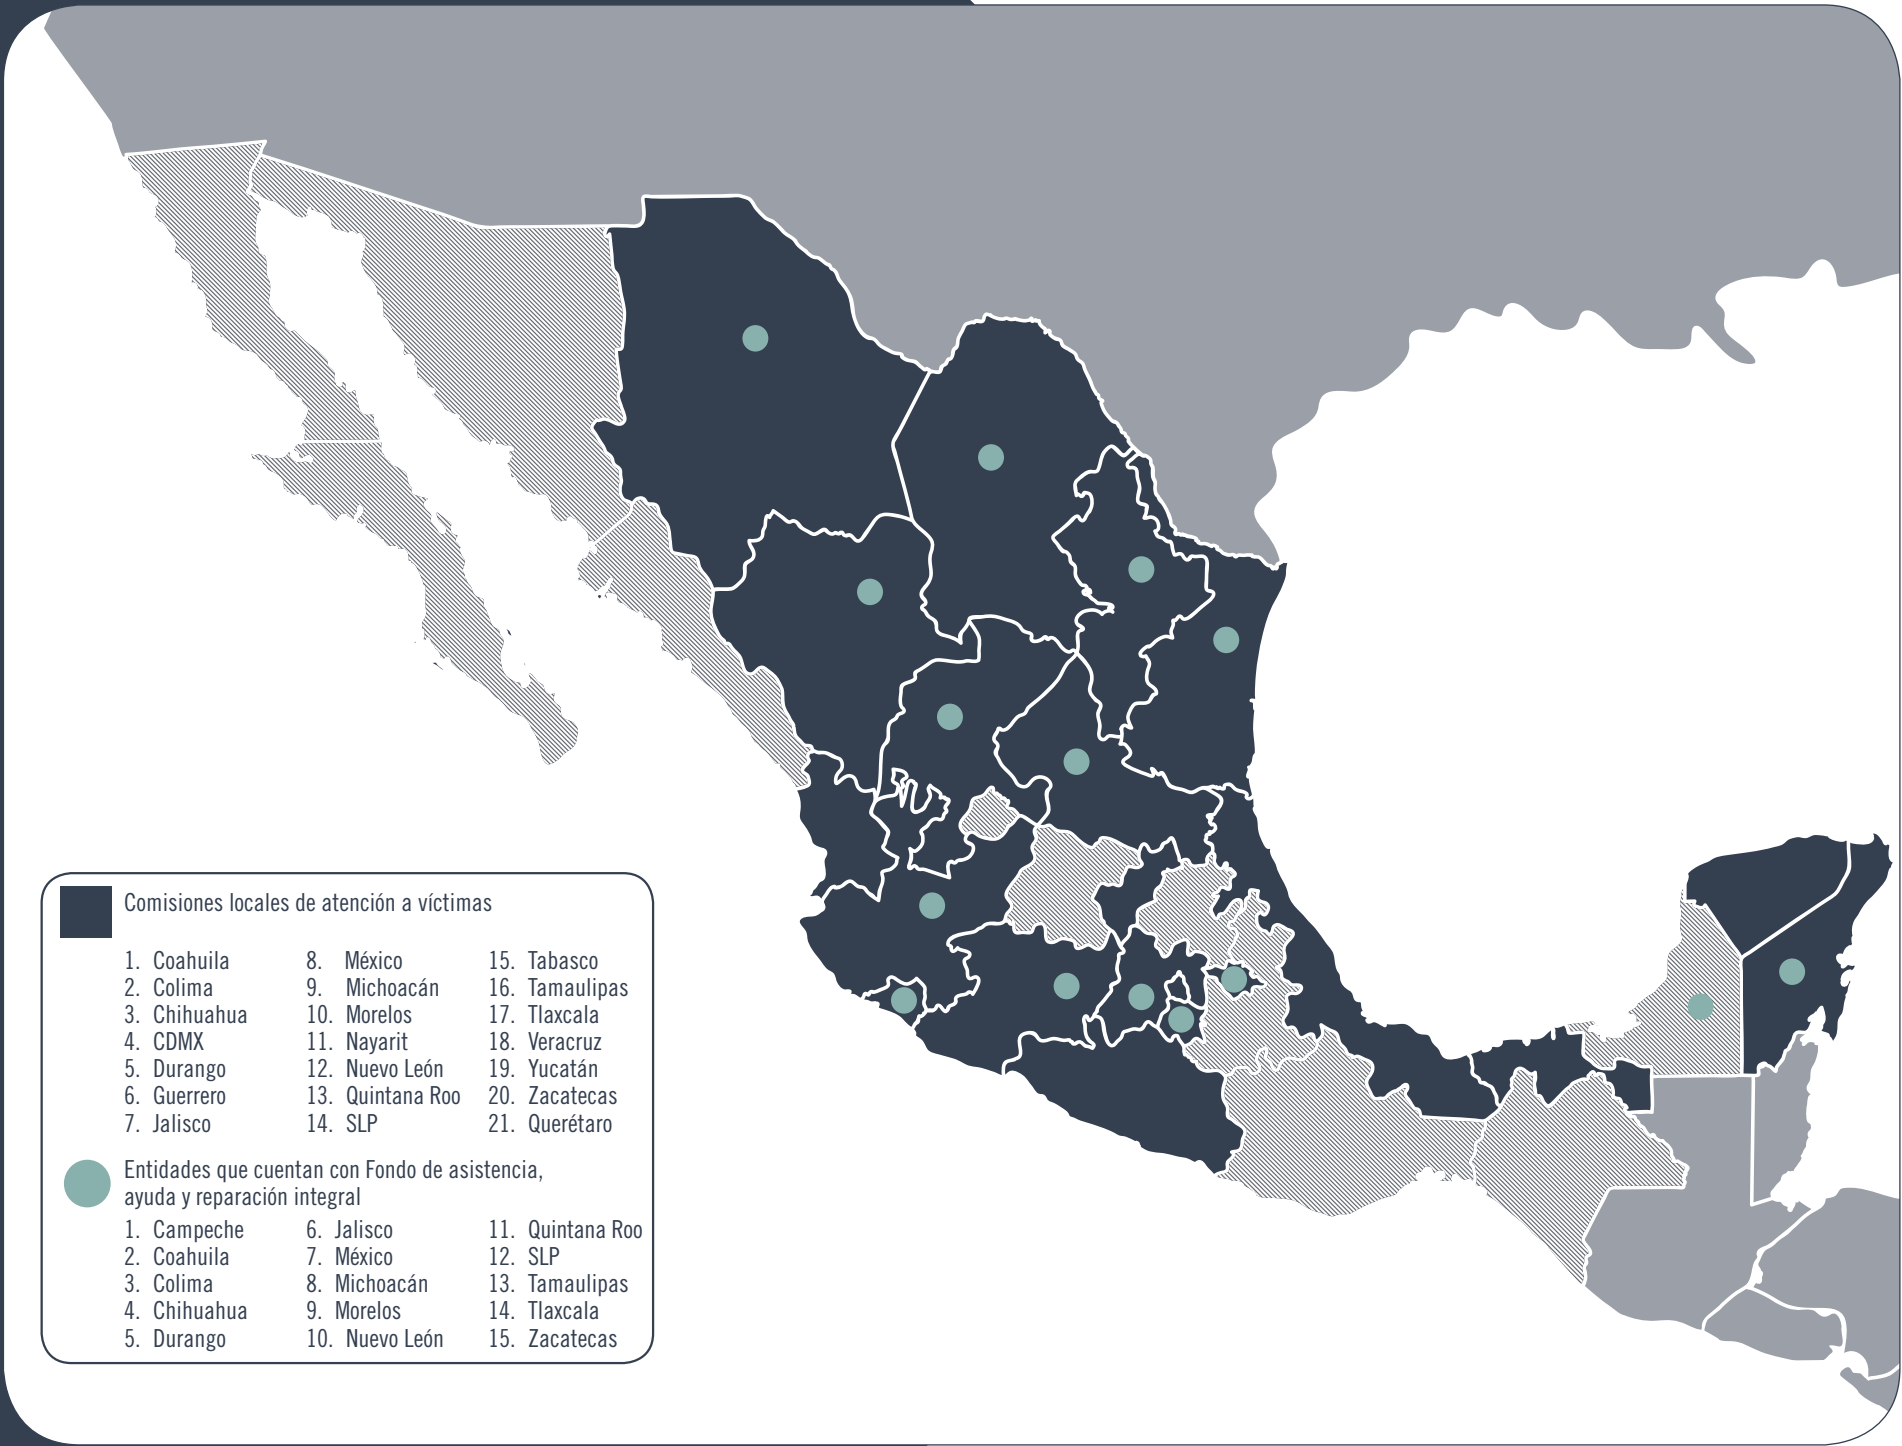 Comisiones locales de atención a víctimas
1. Coahuila 8. México 15. Tabasco
2. Colima 9. Michoacán 16. Tamaulipas
3. Chihuahua 10. Morelos 17. Tlaxcala
4. CDMX 11. Nayarit 18. Veracruz
5. Durango 12. Nuevo León 19. Yucatán
6. Guerrero 13. Quintana Roo 20. Zacatecas
7. Jalisco 14. SLP 21. Querétaro
Entidades que cuentan con Fondo de asistencia,
ayuda y reparación integral
1. Campeche 6. Jalisco 11. Quintana Roo
2. Coahuila 7. México 12. SLP
3. Colima 8. Michoacán 13. Tamaulipas
4. Chihuahua 9. Morelos 14. Tlaxcala
5. Durango 10. Nuevo León 15. Zacatecas